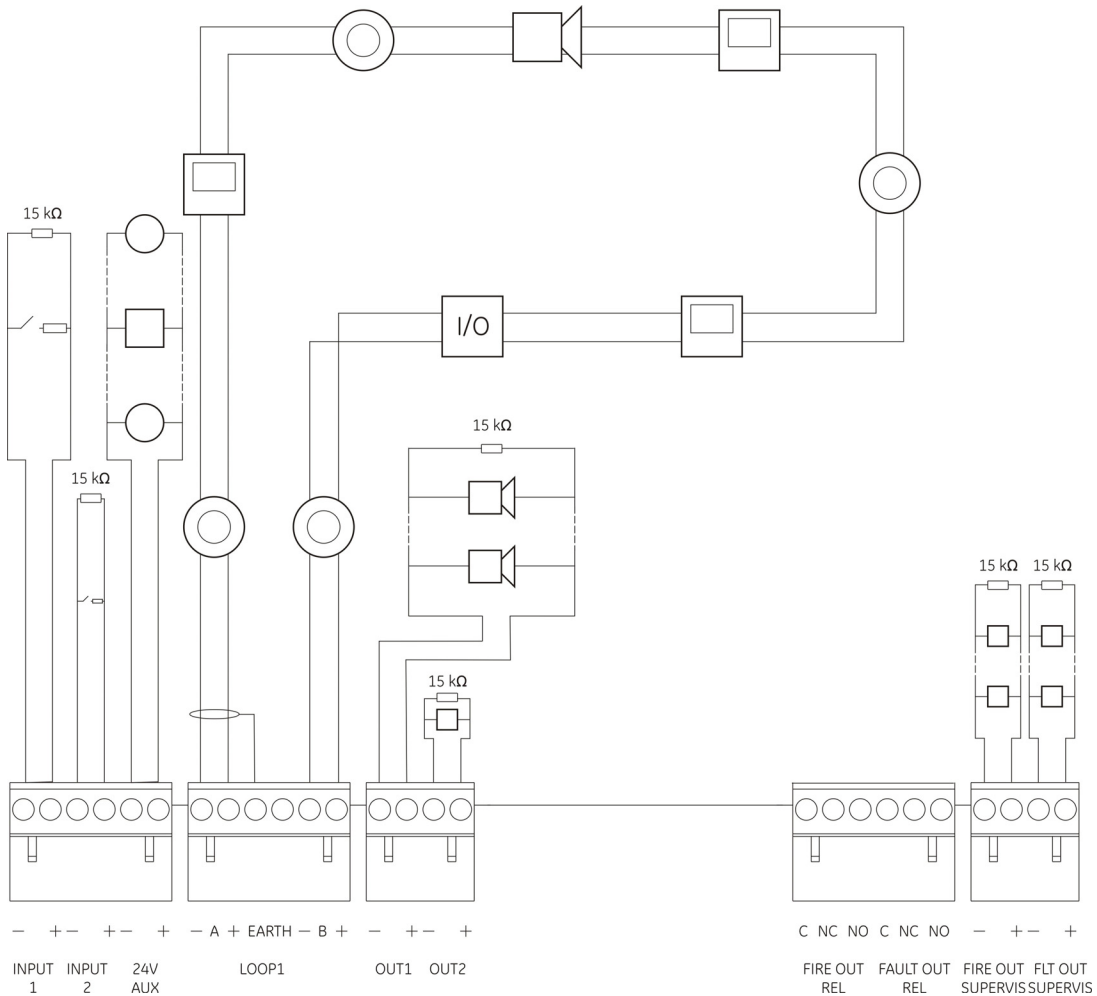 15 kΩ
I/O
15 kΩ
15 kΩ
15 kΩ 15 kΩ
15 kΩ
− + − + − + − A + EARTH − B + − + − + C NC NO C NC NO − + − +
INPUT INPUT 24V LOOP1 OUT1 OUT2 FIRE OUT FAULT OUT FIRE OUT FLT OUT
1 2 AUX REL REL SUPERVIS SUPERVIS